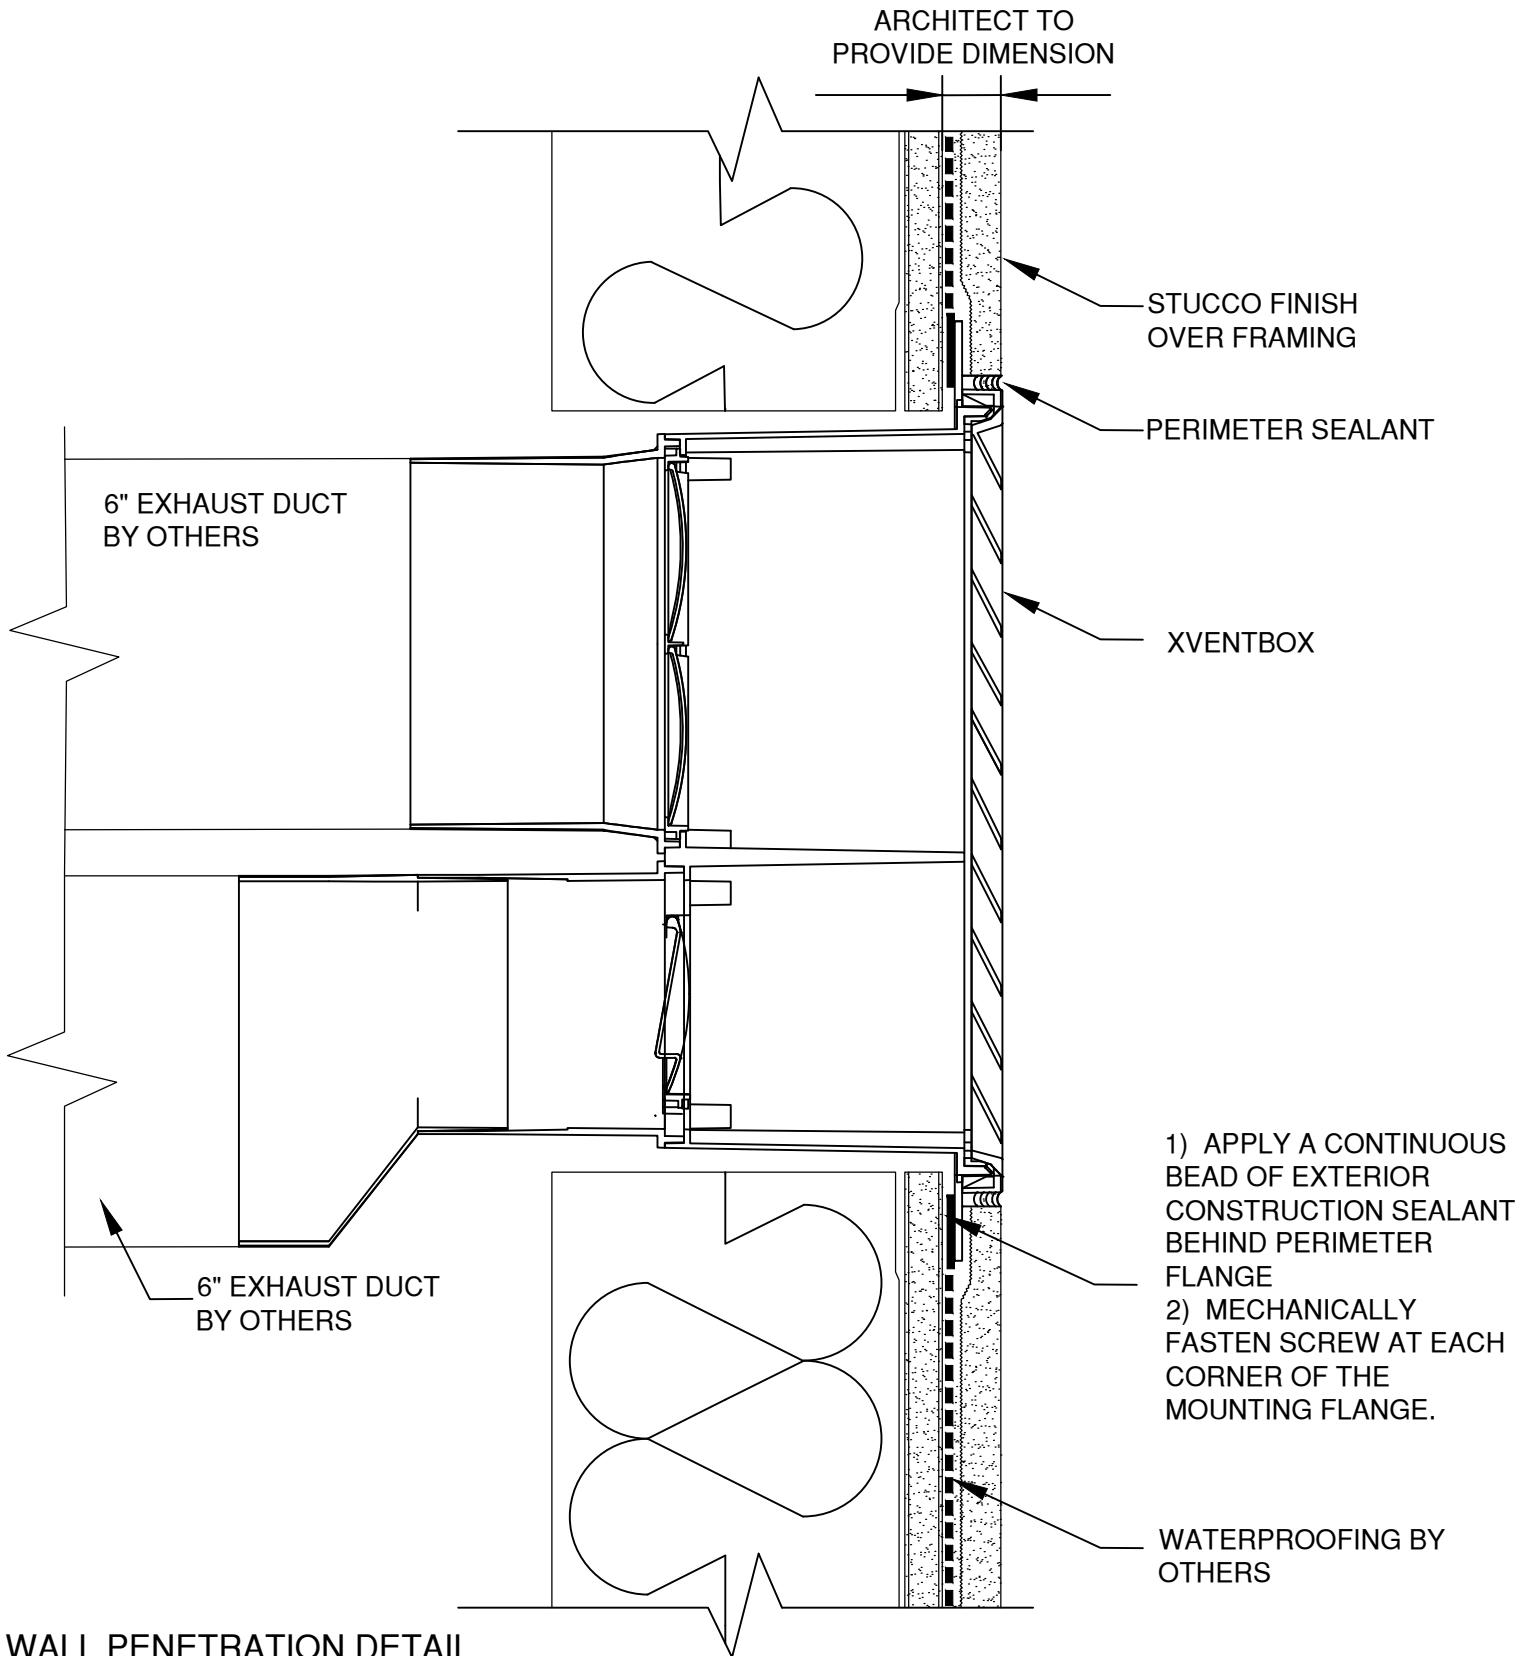 ARCHITECT TO
PROVIDE DIMENSION
STUCCO FINISH
OVER FRAMING
PERIMETER SEALANT
6" EXHAUST DUCT
BY OTHERS
XVENTBOX
1) APPLY A CONTINUOUS
BEAD OF EXTERIOR
CONSTRUCTION SEALANT
BEHIND PERIMETER
FLANGE
2) MECHANICALLY
FASTEN SCREW AT EACH
CORNER OF THE
MOUNTING FLANGE.
6" EXHAUST DUCT
BY OTHERS
WATERPROOFING BY
OTHERS
WALL PENETRATION DETAIL